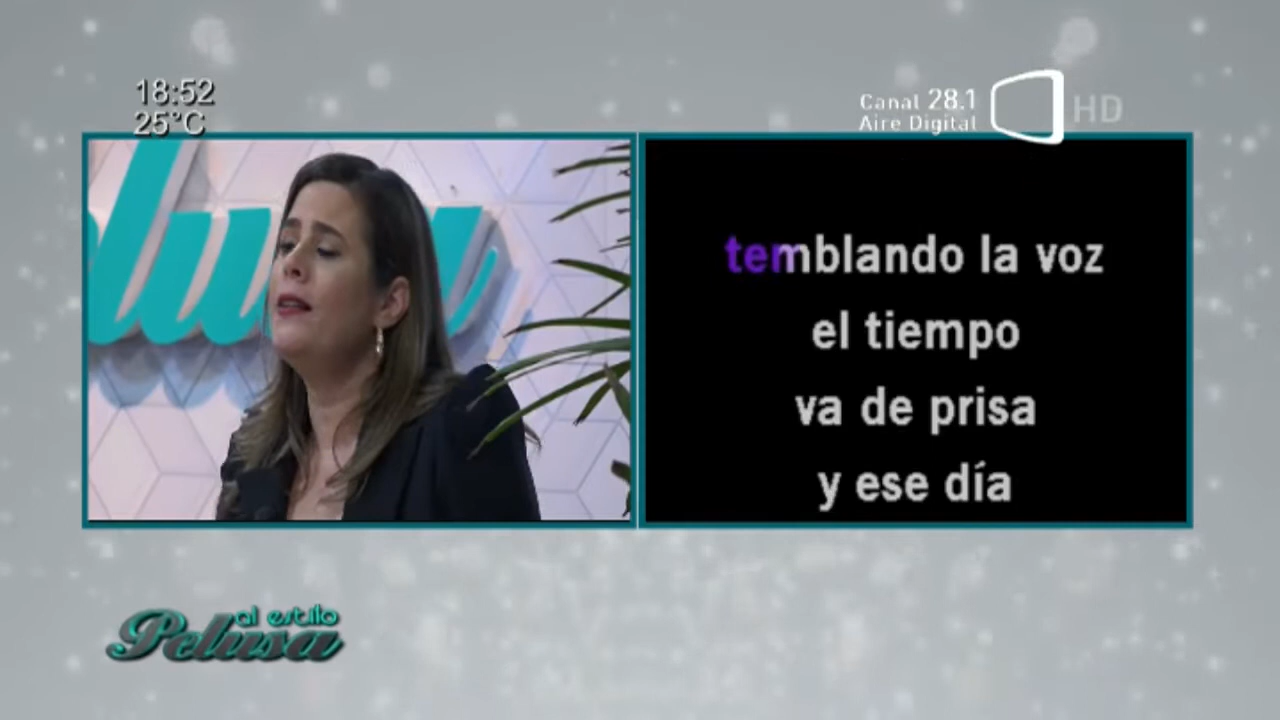 18:52
25°C
Canal 28.1
Aire Digital
HD
temblando la voz
el tiempo
va de prisa
y ese día
al estilo
Pelusa